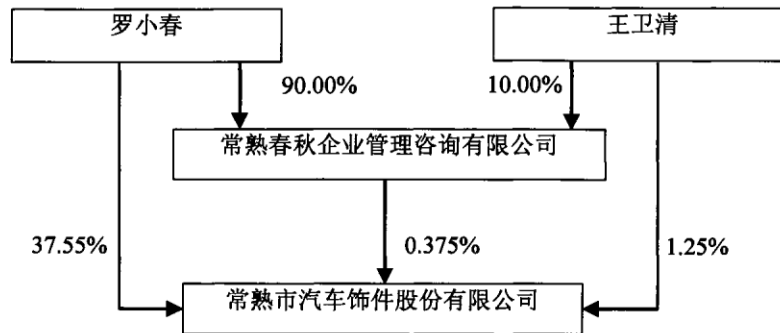 罗小春
王卫清
90.00%
10.00%
常熟春秋企业管理咨询有限公司
37.55%
0.375%
1.25%
常熟市汽车饰件股份有限公司